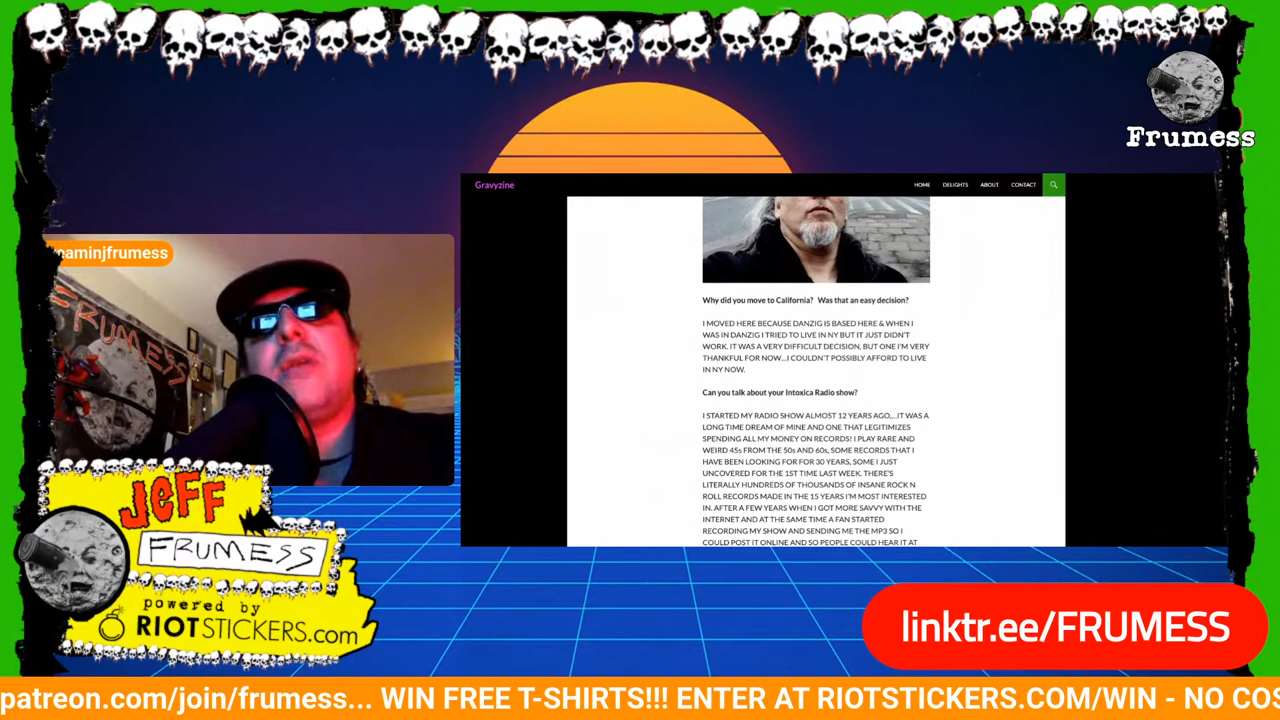 Frumess
Gravyzine
HOME DELIGHTS ABOUT CONTACT
eaminjfrumess
FRUMESS
Why did you move to California? Was that an easy decision?
I MOVED HERE BECAUSE DANZIG IS BASED HERE & WHEN I
WAS IN DANZIG I TRIED TO LIVE IN NY BUT IT JUST DIDN'T
WORK. IT WAS A VERY DIFFICULT DECISION, BUT ONE I'M VERY
THANKFUL FOR NOW...I COULDN'T POSSIBLY AFFORD TO LIVE
IN NY NOW.
Can you talk about your Intoxica Radio show?
I STARTED MY RADIO SHOW ALMOST 12 YEARS AGO,...IT WAS A
LONG TIME DREAM OF MINE AND ONE THAT LEGITIMIZES
SPENDING ALL MY MONEY ON RECORDS! I PLAY RARE AND
WEIRD 45s FROM THE 50s AND 60s, SOME RECORDS THAT I
HAVE BEEN LOOKING FOR FOR 30 YEARS, SOME I JUST
UNCOVERED FOR THE 1ST TIME LAST WEEK. THERE'S
LITERALLY HUNDREDS OF THOUSANDS OF INSANE ROCK N
ROLL RECORDS MADE IN THE 15 YEARS I'M MOST INTERESTED
IN. AFTER A FEW YEARS WHEN I GOT MORE SAVVY WITH THE
INTERNET AND AT THE SAME TIME A FAN STARTED
RECORDING MY SHOW AND SENDING ME THE MP3 SO I
COULD POST IT ONLINE AND SO PEOPLE COULD HEAR IT AT
JEFF
FRUMESS
powered by
RIOTSTICKERS.com
linktr.ee/FRUMESS
patreon.com/join/frumess... WIN FREE T-SHIRTS!!! ENTER AT RIOTSTICKERS.COM/WIN - NO COS